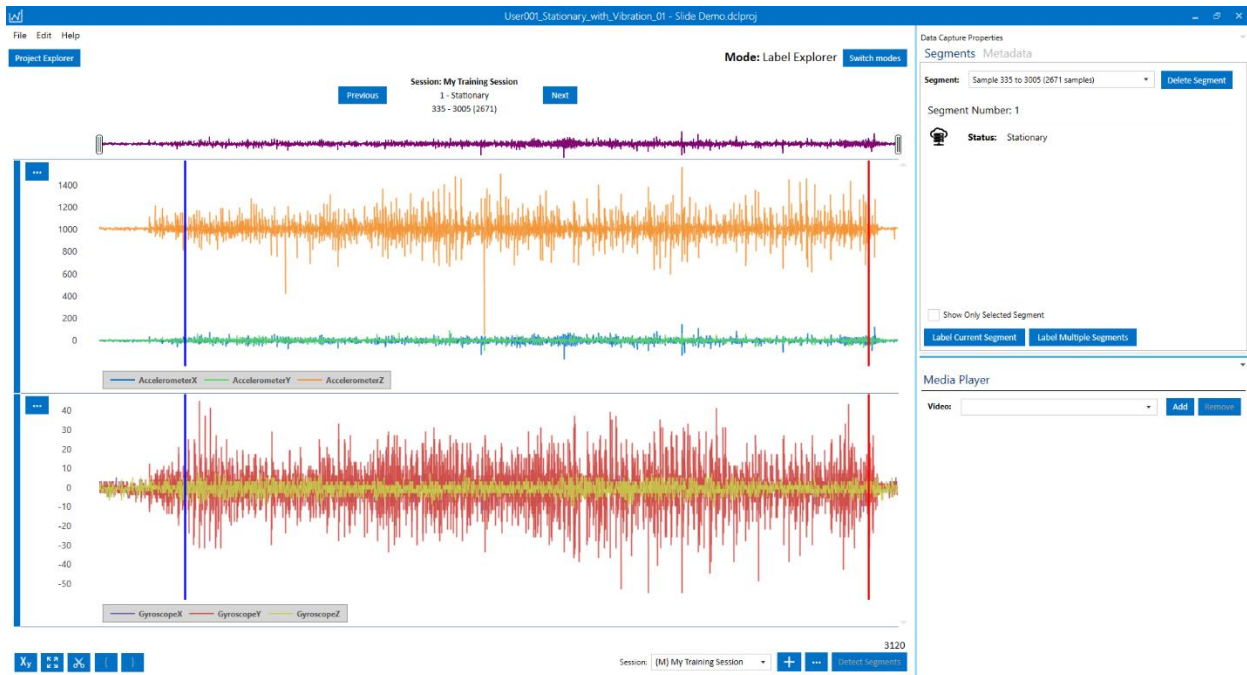 User001_Stationary_with_Vibration_01 - Slide Demo.dclproj
File Edit Help
Project Explorer
Mode: Label Explorer
Switch modes
Session: My Training Session
Previous
1 - Stationary
Next
335 - 3005 (2671)
...
1400
1200
1000
800
600
400
200
0
AccelerometerX AccelerometerY AccelerometerZ
...
40
30
20
10
0
-10
-20
-30
-40
-50
GyroscopeX GyroscopeY GyroscopeZ
3120
Xy { }
Session: (M) My Training Session + ... Detect Segments
Data Capture Properties
Segments Metadata
Segment: Sample 335 to 3005 (2671 samples) Delete Segment
Segment Number: 1
Status: Stationary
Show Only Selected Segment
Label Current Segment Label Multiple Segments
Media Player
Video: Add Remove